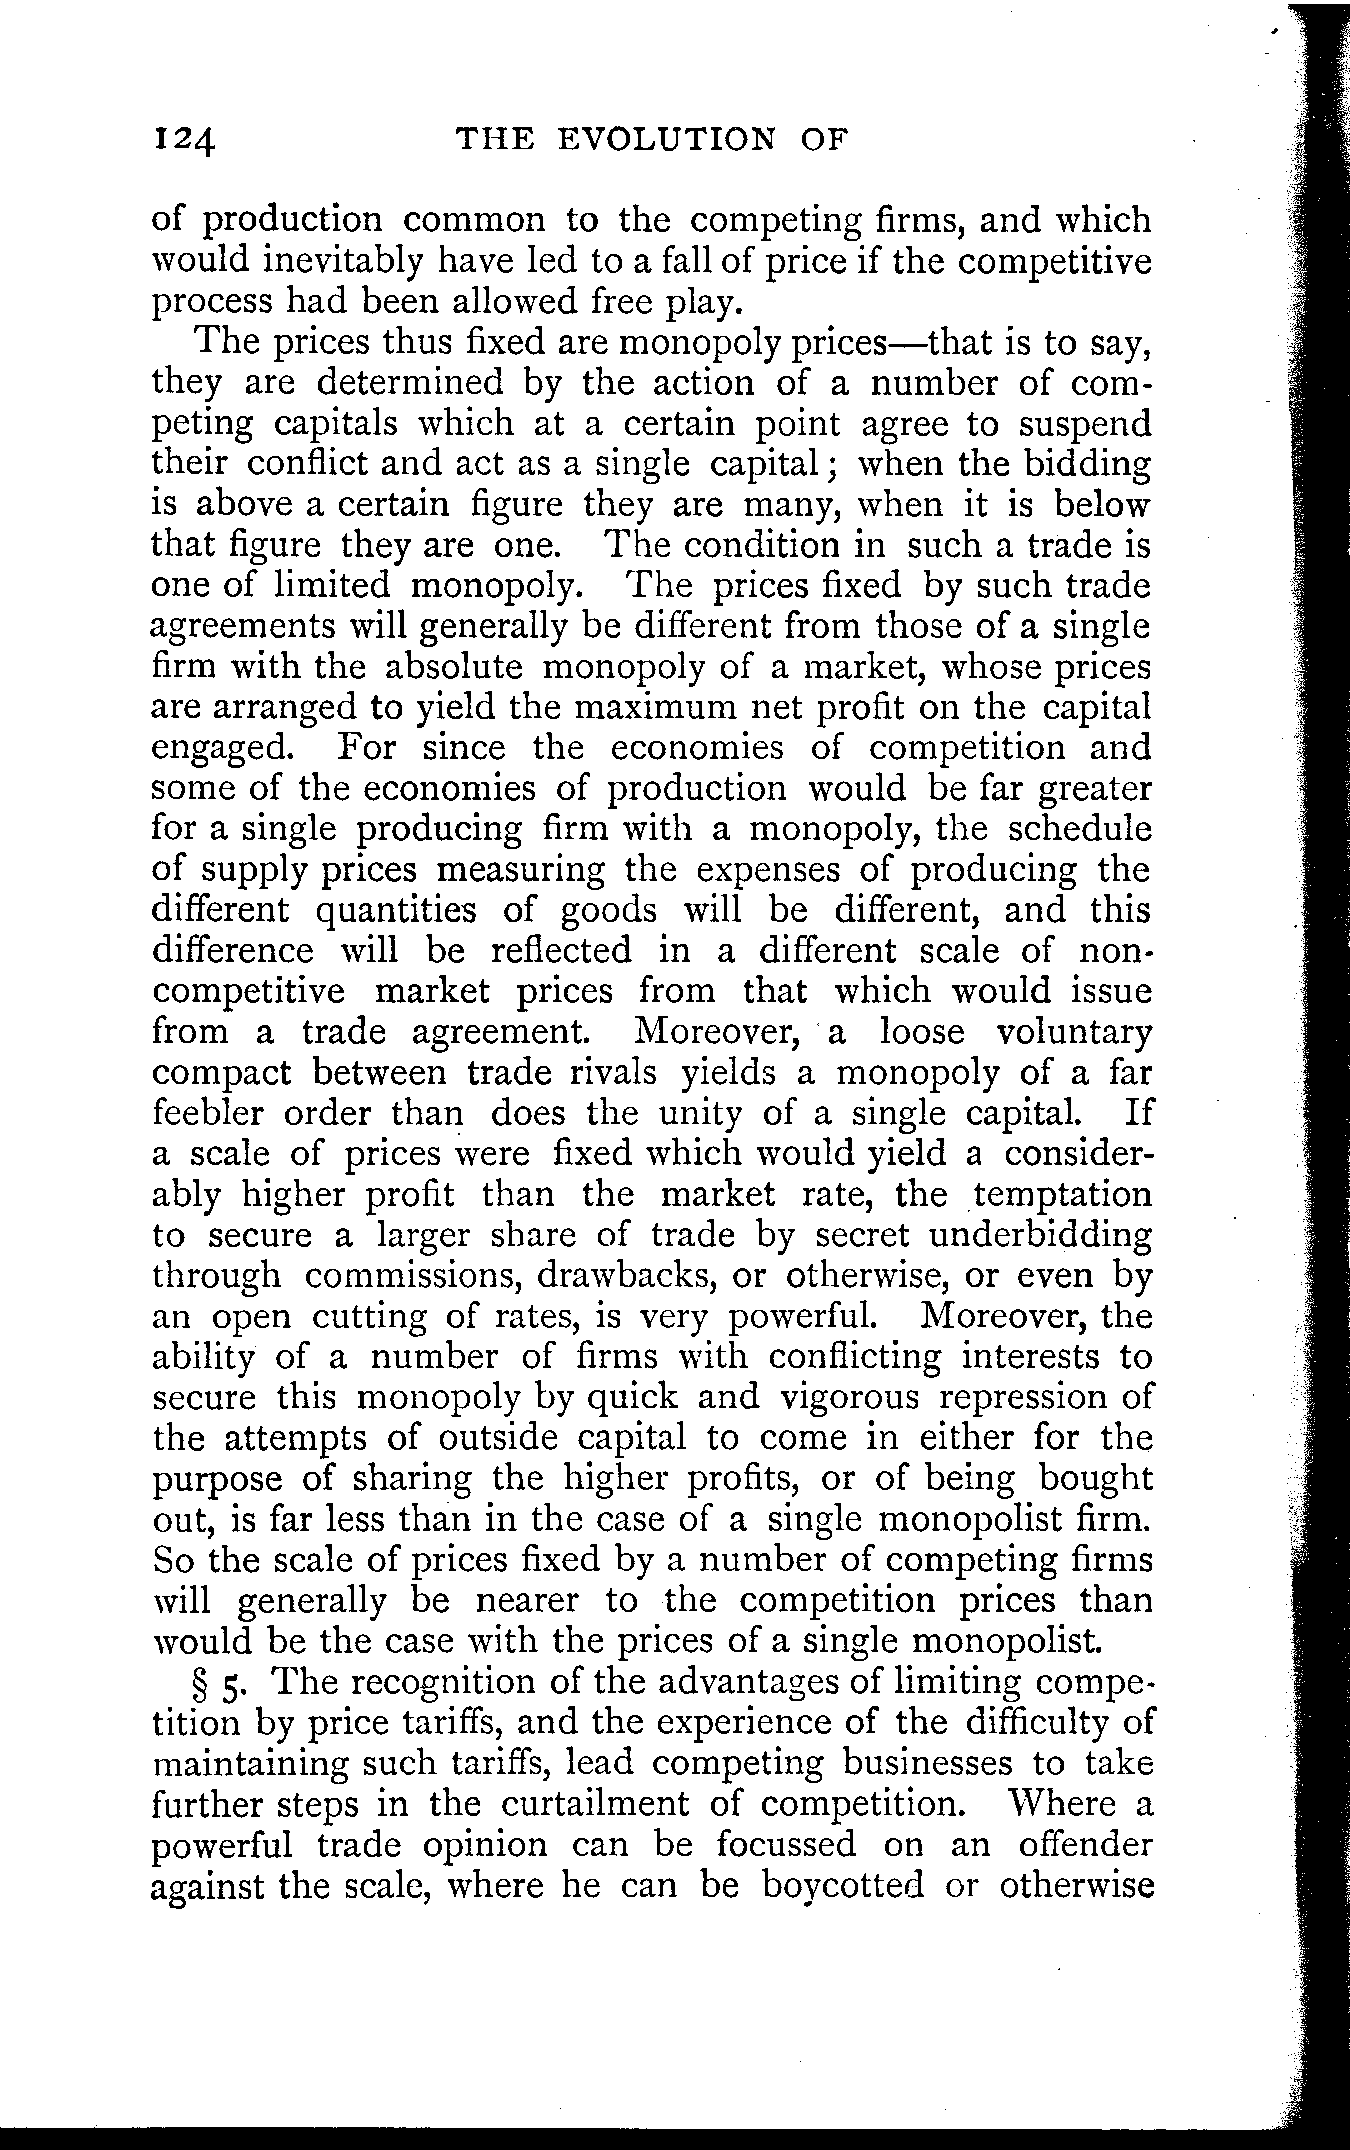 124 THE EVOLUTION OF
of production common to the competing firms, and which
would inevitably have led to a fall of price if the competitive
process had been allowed free play.
The prices thus fixed are monopoly prices—that is to say,
they are determined by the action of a number of com-
peting capitals which at a certain point agree to suspend
their conflict and act as a single capital; when the bidding
is above a certain figure they are many, when it is below
that figure they are one. The condition in such a trade is
one of limited monopoly. The prices fixed by such trade
agreements will generally be different from those of a single
firm with the absolute monopoly of a market, whose prices
are arranged to yield the maximum net profit on the capital
engaged. For since the economies of competition and
some of the economies of production would be far greater
for a single producing firm with a monopoly, the schedule
of supply prices measuring the expenses of producing the
different quantities of goods will be different, and this
difference will be reflected in a different scale of non-
competitive market prices from that which would issue
from a trade agreement. Moreover, a loose voluntary
compact between trade rivals yields a monopoly of a far
feebler order than does the unity of a single capital. If
a scale of prices were fixed which would yield a consider-
ably higher profit than the market rate, the temptation
to secure a larger share of trade by secret underbidding
through commissions, drawbacks, or otherwise, or even by
an open cutting of rates, is very powerful. Moreover, the
ability of a number of firms with conflicting interests to
secure this monopoly by quick and vigorous repression of
the attempts of outside capital to come in either for the
purpose of sharing the higher profits, or of being bought
out, is far less than in the case of a single monopolist firm.
So the scale of prices fixed by a number of competing firms
will generally be nearer to the competition prices than
would be the case with the prices of a single monopolist.
§ 5. The recognition of the advantages of limiting compe-
tition by price tariffs, and the experience of the difficulty of
maintaining such tariffs, lead competing businesses to take
further steps in the curtailment of competition. Where a
powerful trade opinion can be focussed on an offender
against the scale, where he can be boycotted or otherwise